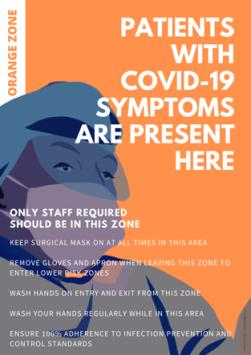 ORANGE ZONE
PATIENTS
WITH
COVID-19
SYMPTOMS
ARE PRESENT
HERE
ONLY STAFF REQUIRED
SHOULD BE IN THIS ZONE
KEEP SURGICAL MASK ON AT ALL TIMES IN THIS AREA
REMOVE GLOVES AND APRON WHEN LEAVING THIS ZONE TO
ENTER LOWER RISK ZONES
WASH HANDS ON ENTRY AND EXIT FROM THIS ZONE
WASH YOUR HANDS REGULARLY WHILE IN THIS AREA
ENSURE 100% ADHERENCE TO INFECTION PREVENTION AND
CONTROL STANDARDS